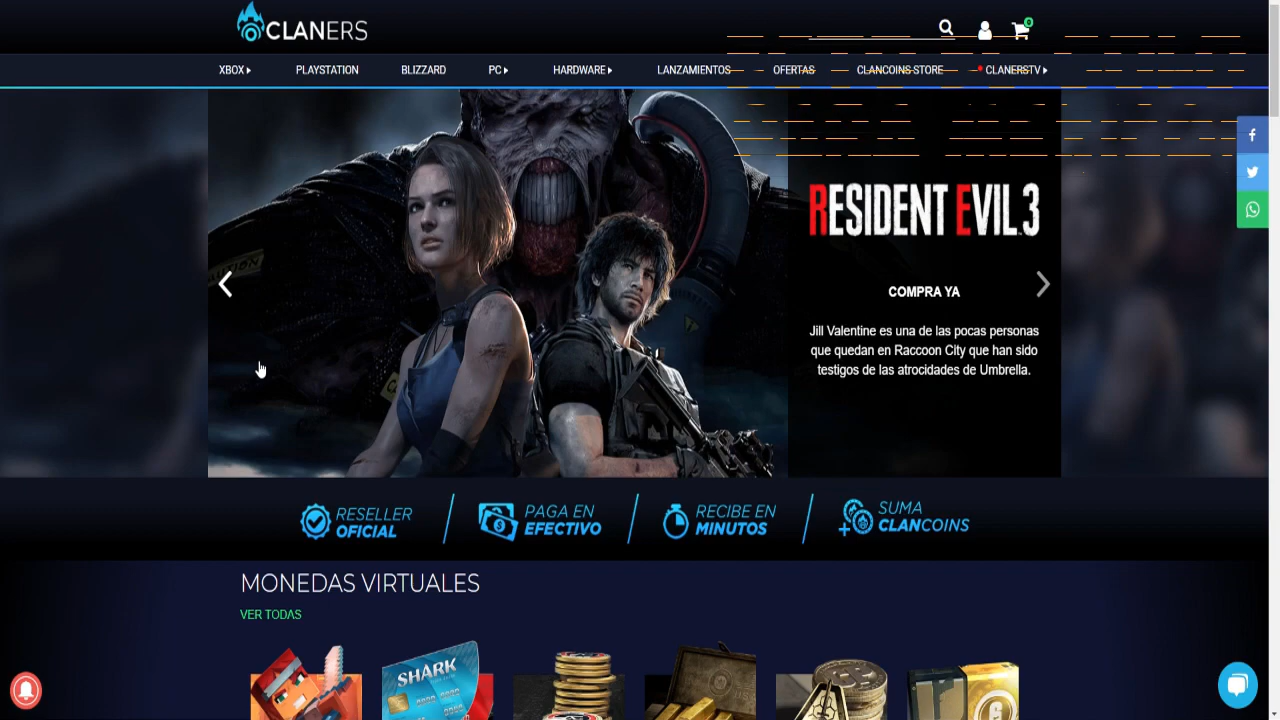 CLANERS
0
XBOX
PLAYSTATION
BLIZZARD
PC
HARDWARE
LANZAMIENTOS
OFERTAS
CLANCOINS STORE
CLANERSTV
RESIDENT EVIL 3
COMPRA YA
Jill Valentine es una de las pocas personas
que quedan en Raccoon City que han sido
testigos de las atrocidades de Umbrella.
RESELLER
OFICIAL
PAGA EN
EFECTIVO
RECIBE EN
MINUTOS
SUMA
CLANCOINS
MONEDAS VIRTUALES
VER TODAS
SHARK